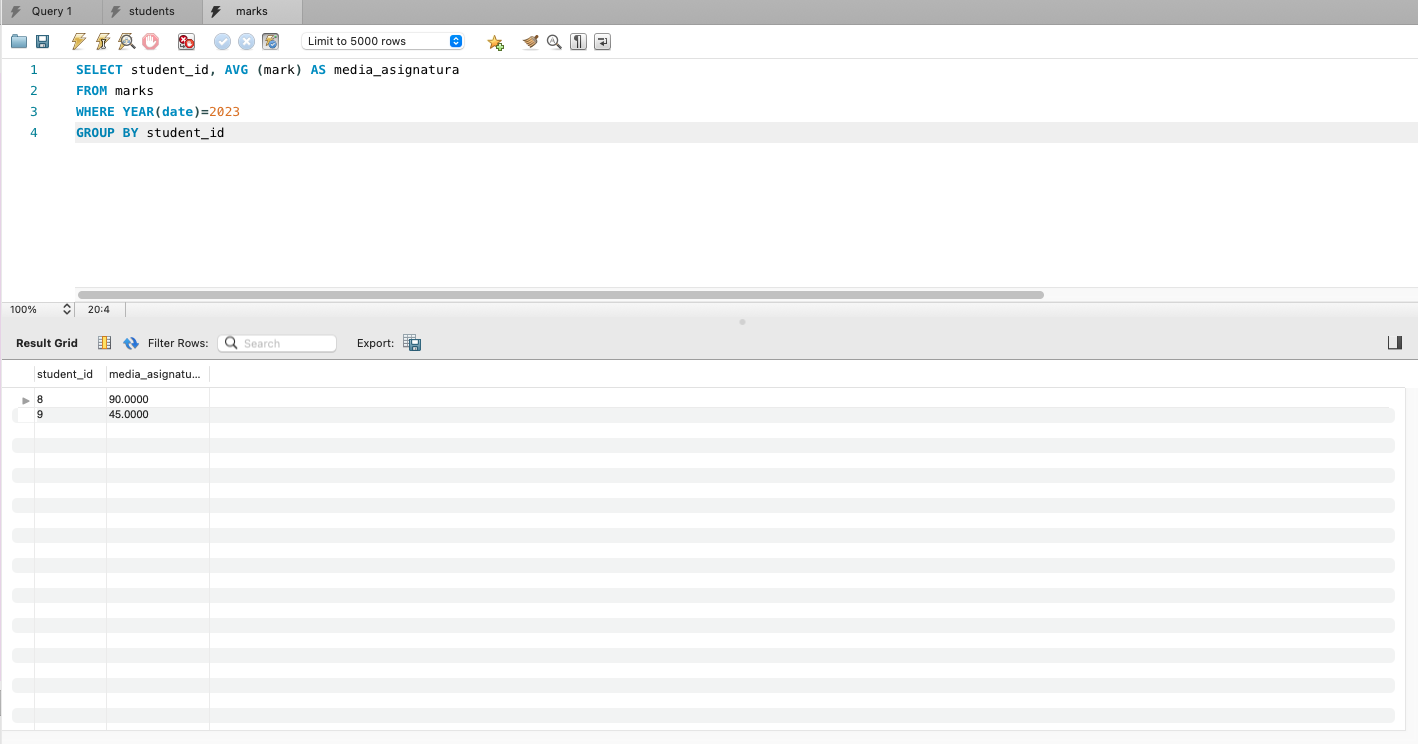 Query 1 students marks
Limit to 5000 rows
1 SELECT student_id, AVG (mark) AS media_asignatura
2 FROM marks
3 WHERE YEAR(date)=2023
4 GROUP BY student_id
100% 20:4
Result Grid Filter Rows: Search Export:
student_id media_asignatu...
8 90.0000
9 45.0000